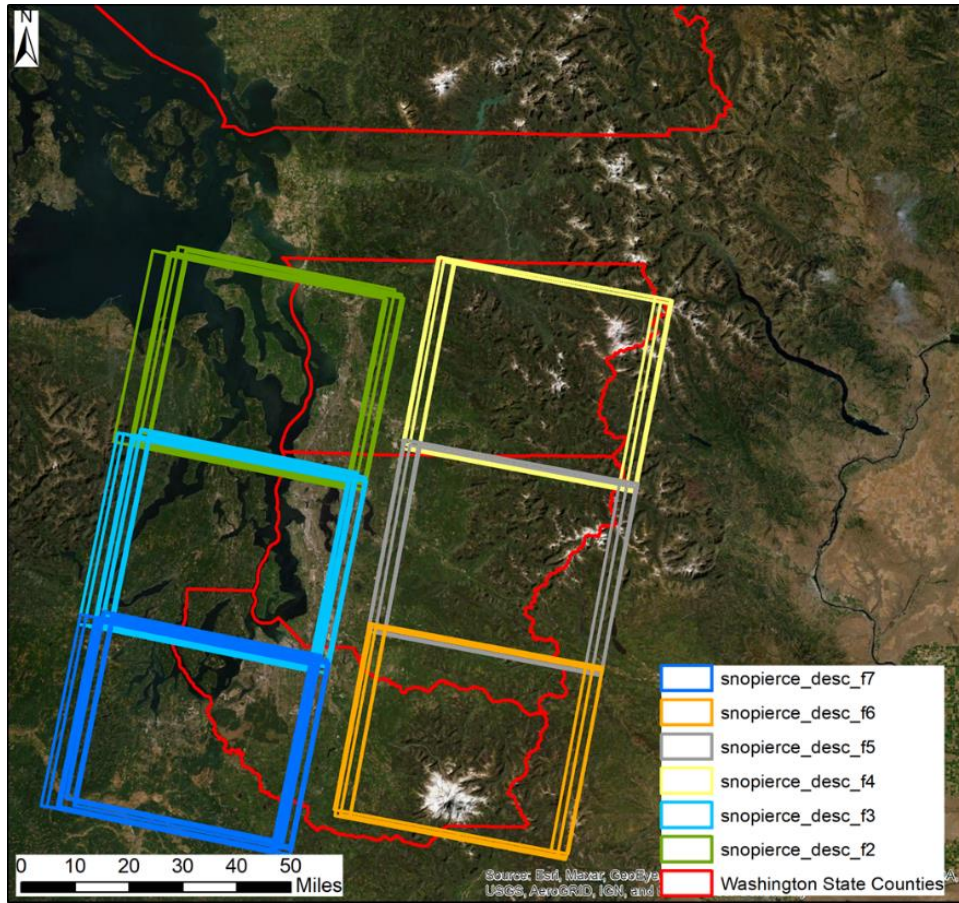 N
snopierce_desc_f7
snopierce_desc_f6
snopierce_desc_f5
snopierce_desc_f4
snopierce_desc_f3
snopierce_desc_f2
Washington State Counties
0 10 20 30 40 50
Miles
Source: Esri, Maxar, GeoEye
USGS, AeroGRID, IGN, and